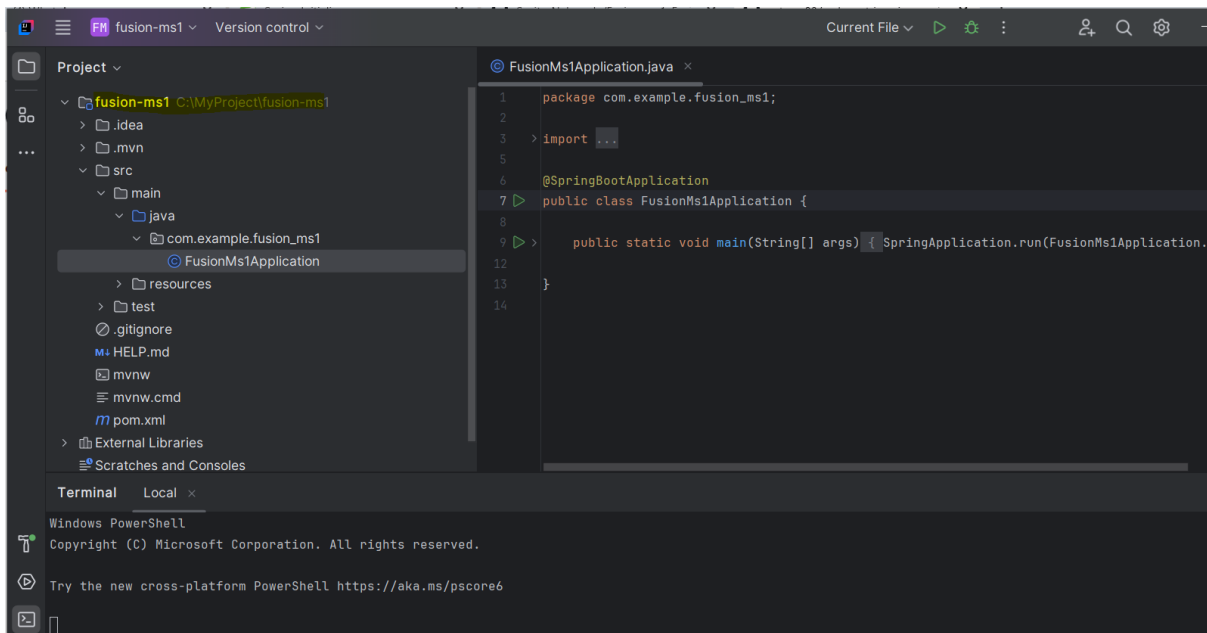 FM fusion-ms1 Version control Current File
Project
fusion-ms1 C:\MyProject\fusion-ms1
.idea
.mvn
src
main
java
com.example.fusion_ms1
FusionMs1Application
resources
test
.gitignore
M↓ HELP.md
mvnw
mvnw.cmd
m pom.xml
External Libraries
Scratches and Consoles
FusionMs1Application.java
1 package com.example.fusion_ms1;
2
3 import ...
5
6 @SpringBootApplication
7 public class FusionMs1Application {
8
9 public static void main(String[] args) { SpringApplication.run(FusionMs1Application.
12
13 }
14
Terminal Local
Windows PowerShell
Copyright (C) Microsoft Corporation. All rights reserved.
Try the new cross-platform PowerShell https://aka.ms/pscore6